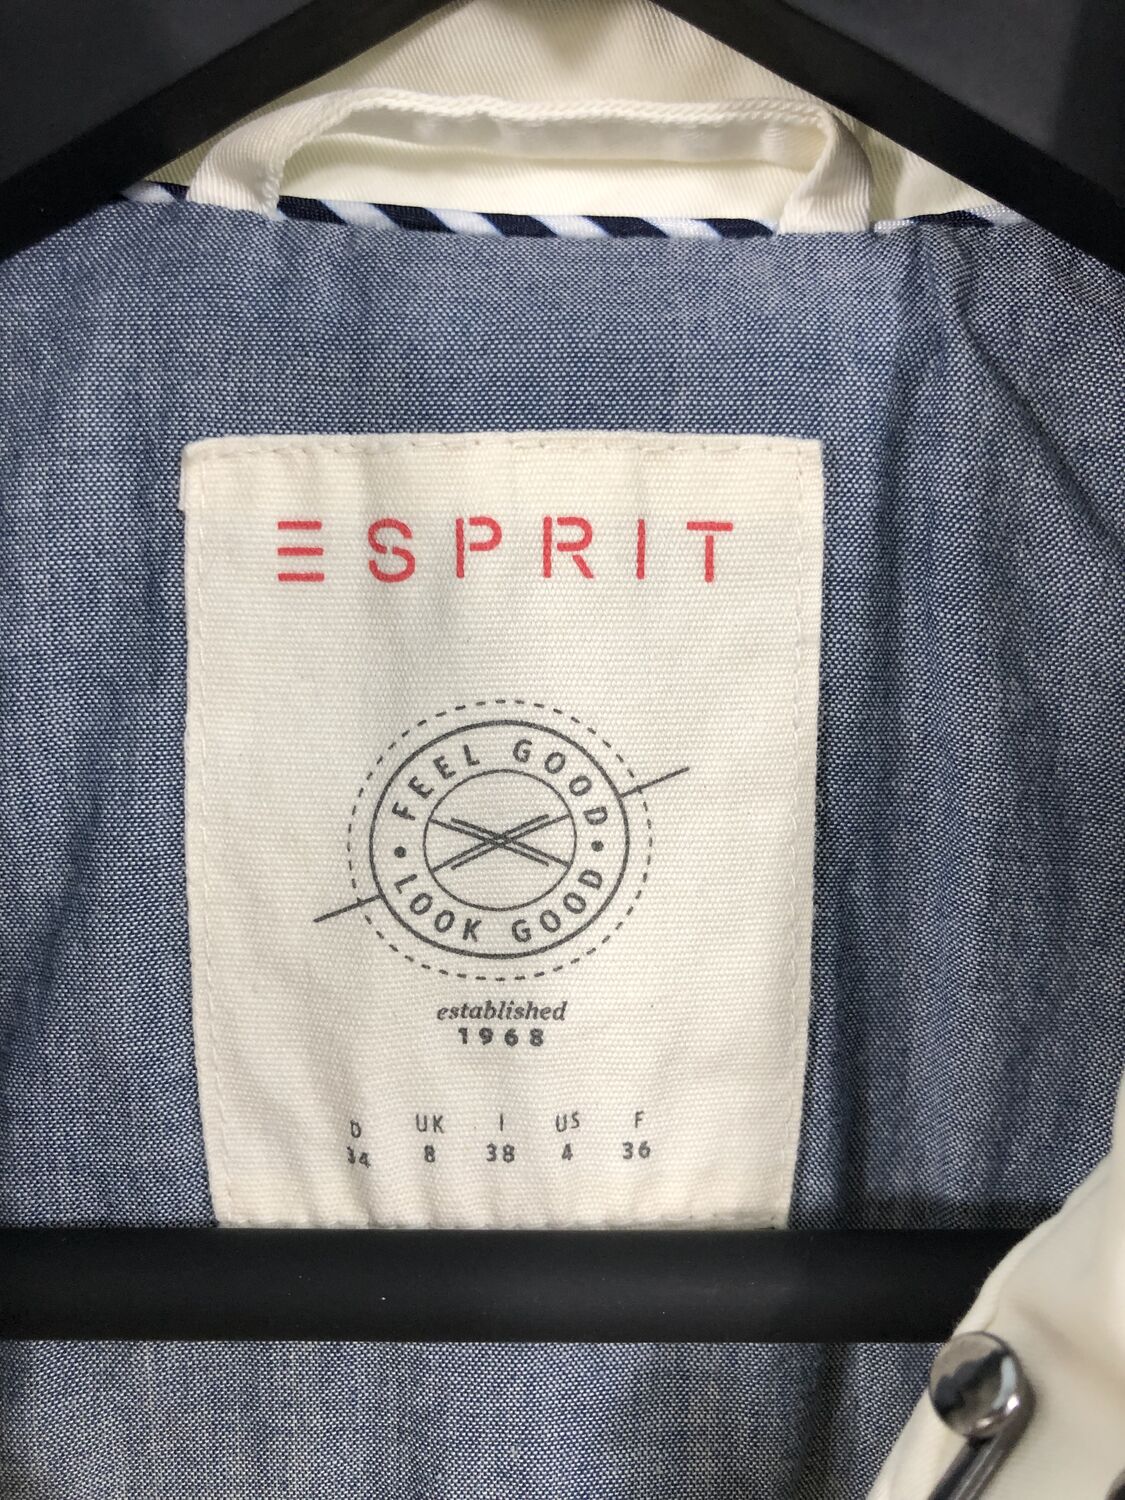 ESPRIT
FEEL GOOD
LOOK GOOD
established
1968
D UK I US F
34 8 38 4 36